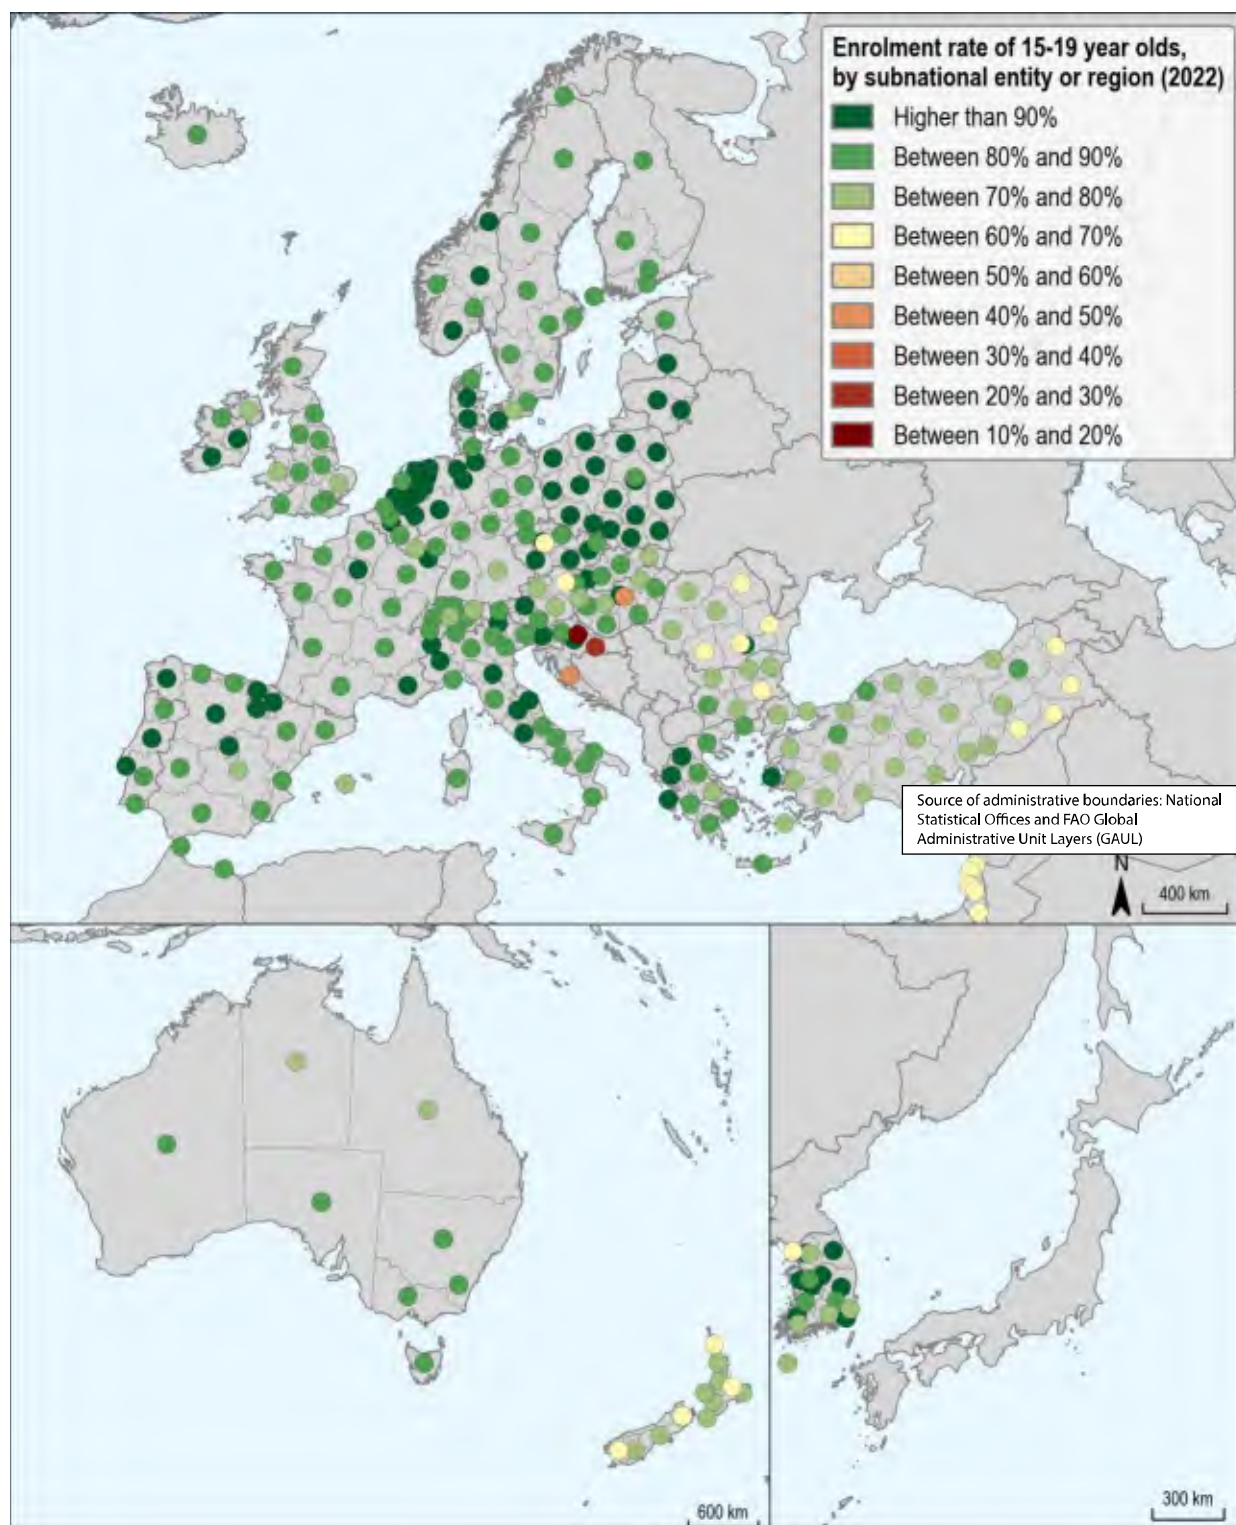 Enrolment rate of 15-19 year olds,
by subnational entity or region (2022)
Higher than 90%
Between 80% and 90%
Between 70% and 80%
Between 60% and 70%
Between 50% and 60%
Between 40% and 50%
Between 30% and 40%
Between 20% and 30%
Between 10% and 20%
Source of administrative boundaries: National
Statistical Offices and FAO Global
Administrative Unit Layers (GAUL)
N
400 km
600 km
300 km